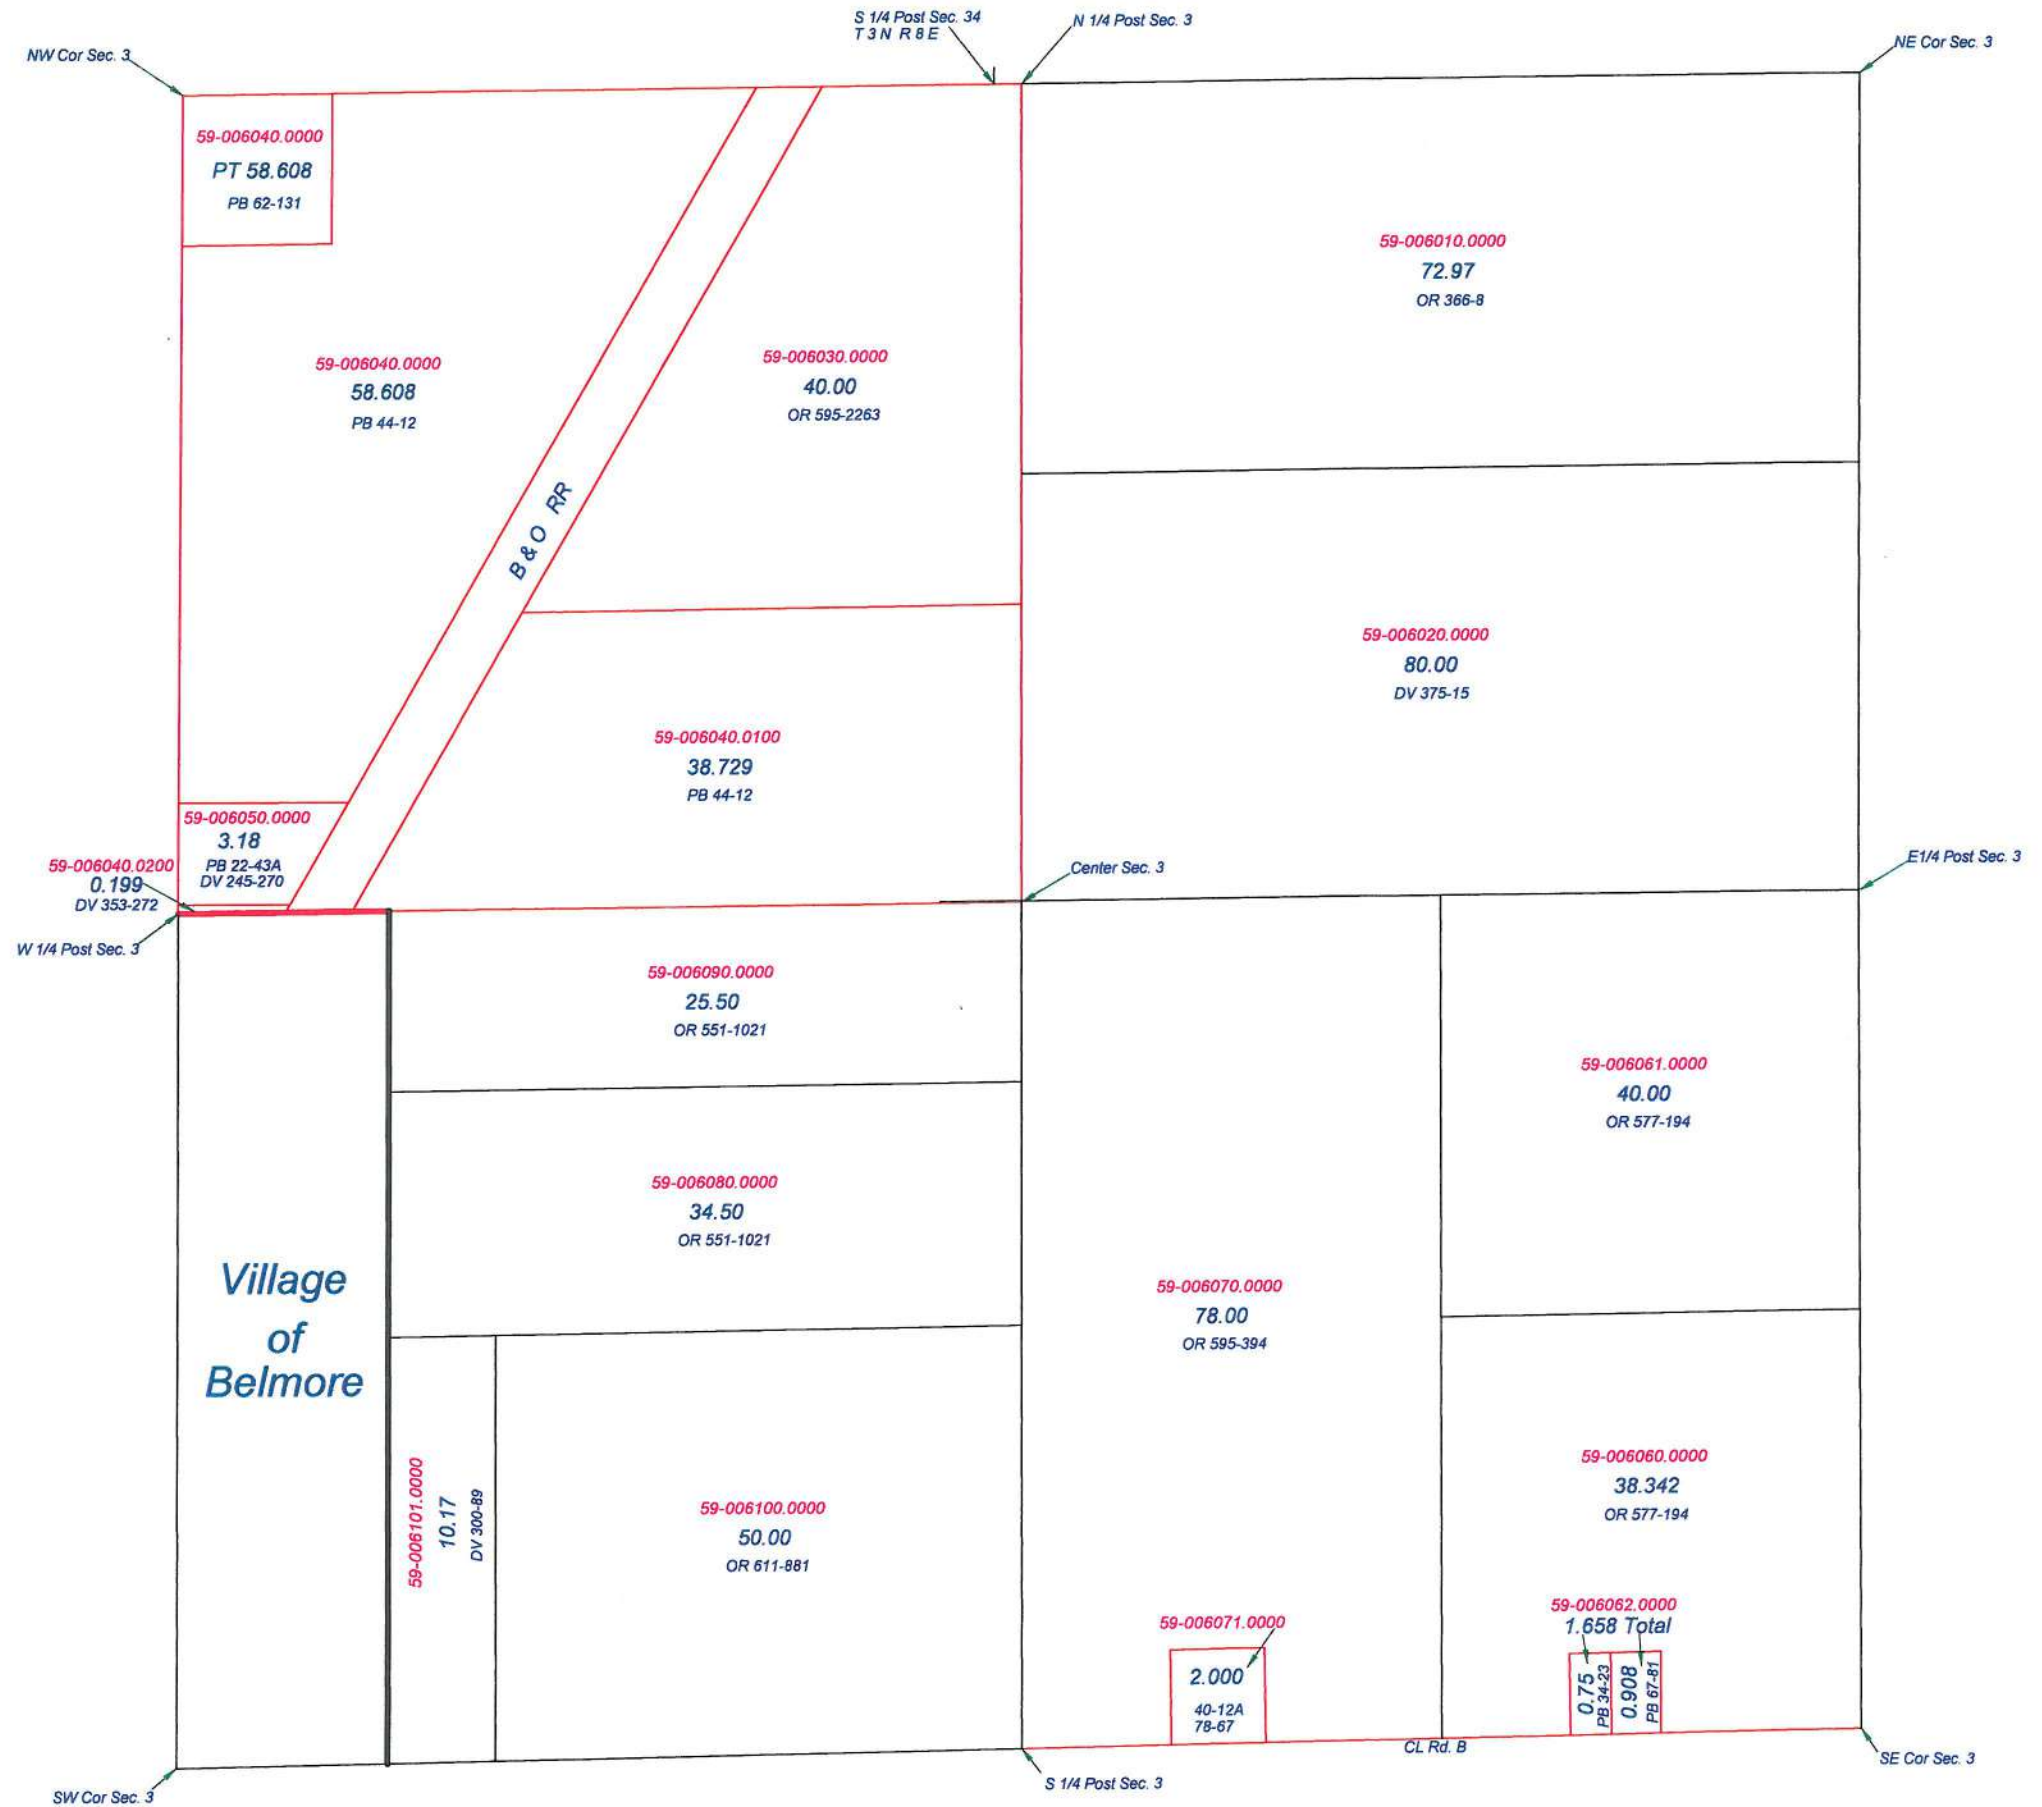 S 1/4 Post Sec. 34
T 3 N R 8 E
N 1/4 Post Sec. 3
NW Cor Sec. 3
NE Cor Sec. 3
59-006040.0000
PT 58.608
PB 62-131
59-006010.0000
72.97
OR 366-8
59-006040.0000
58.608
PB 44-12
59-006030.0000
40.00
OR 595-2263
B & O RR
59-006020.0000
80.00
DV 375-15
59-006040.0100
38.729
PB 44-12
59-006050.0000
3.18
PB 22-43A
DV 245-270
59-006040.0200
0.199
DV 353-272
W 1/4 Post Sec. 3
Center Sec. 3
E1/4 Post Sec. 3
59-006090.0000
25.50
OR 551-1021
59-006061.0000
40.00
OR 577-194
59-006080.0000
34.50
OR 551-1021
Village
of
Belmore
59-006070.0000
78.00
OR 595-394
59-006101.0000
10.17
DV 300-89
59-006100.0000
50.00
OR 611-881
59-006060.0000
38.342
OR 577-194
59-006071.0000
2.000
40-12A
78-67
59-006062.0000
1.658 Total
0.75
PB 34-23
0.908
PB 67-81
CL Rd. B
SW Cor Sec. 3
S 1/4 Post Sec. 3
SE Cor Sec. 3